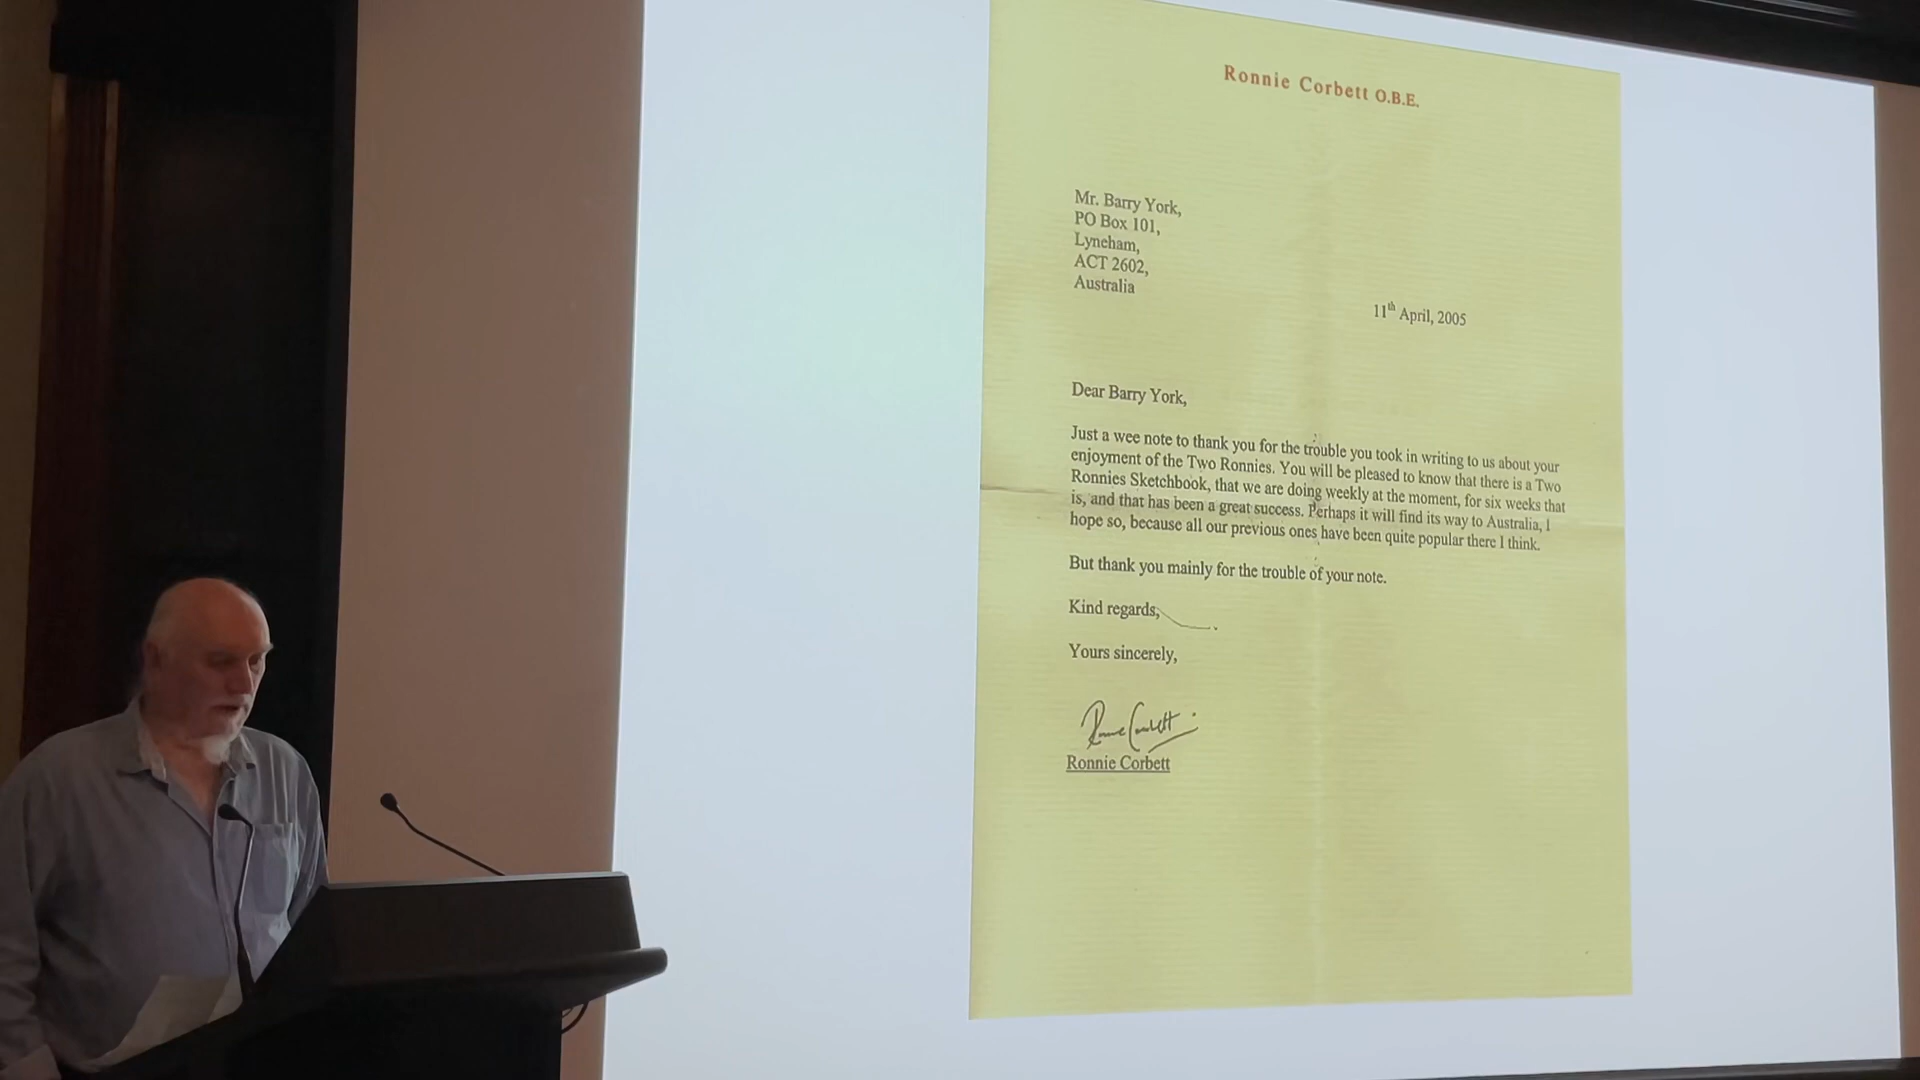 Ronnie Corbett O.B.E.
Mr. Barry York,
PO Box 101,
Lyneham,
ACT 2602,
Australia
11th April, 2005
Dear Barry York,
Just a wee note to thank you for the trouble you took in writing to us about your
enjoyment of the Two Ronnies. You will be pleased to know that there is a Two
Ronnies Sketchbook, that we are doing weekly at the moment, for six weeks that
is, and that has been a great success. Perhaps it will find its way to Australia, I
hope so, because all our previous ones have been quite popular there I think.
But thank you mainly for the trouble of your note.
Kind regards,
Yours sincerely,
Ronnie Corbett
Ronnie Corbett